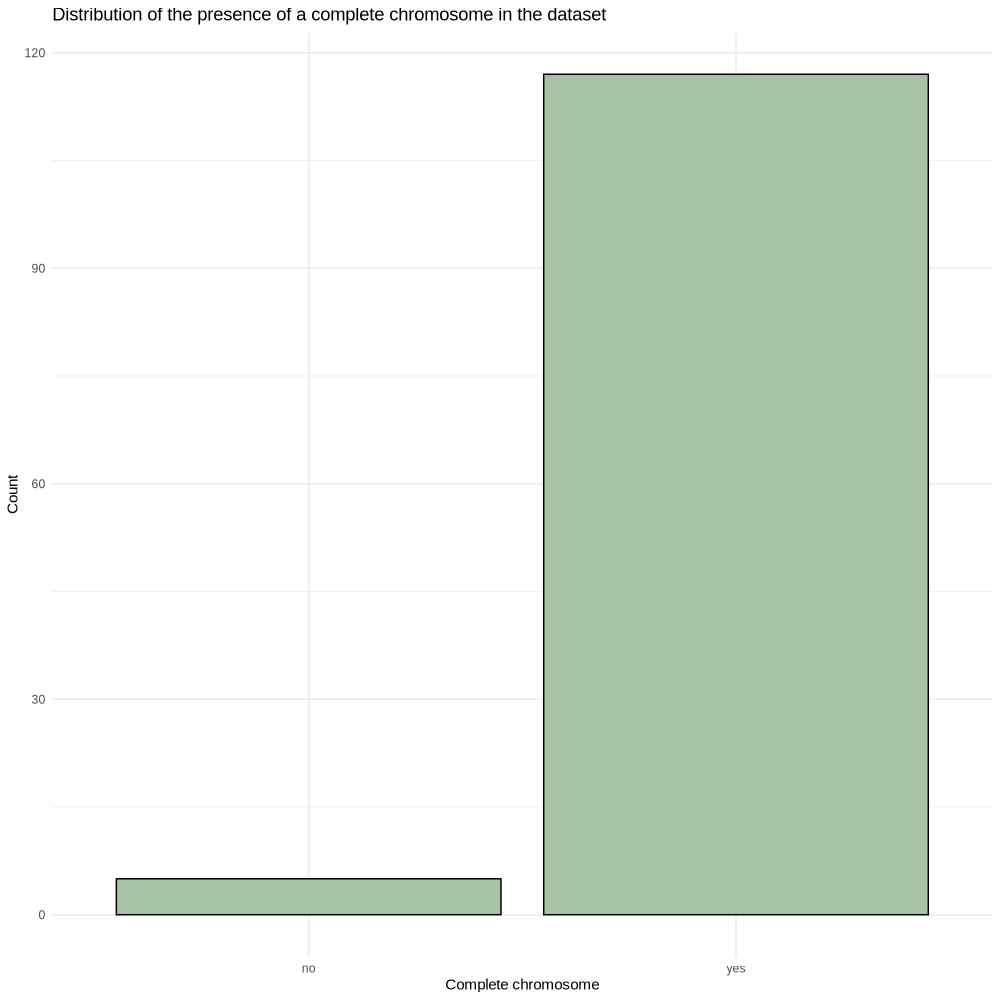 Distribution of the presence of a complete chromosome in the dataset
120
90
60
30
0
Count
no
yes
Complete chromosome